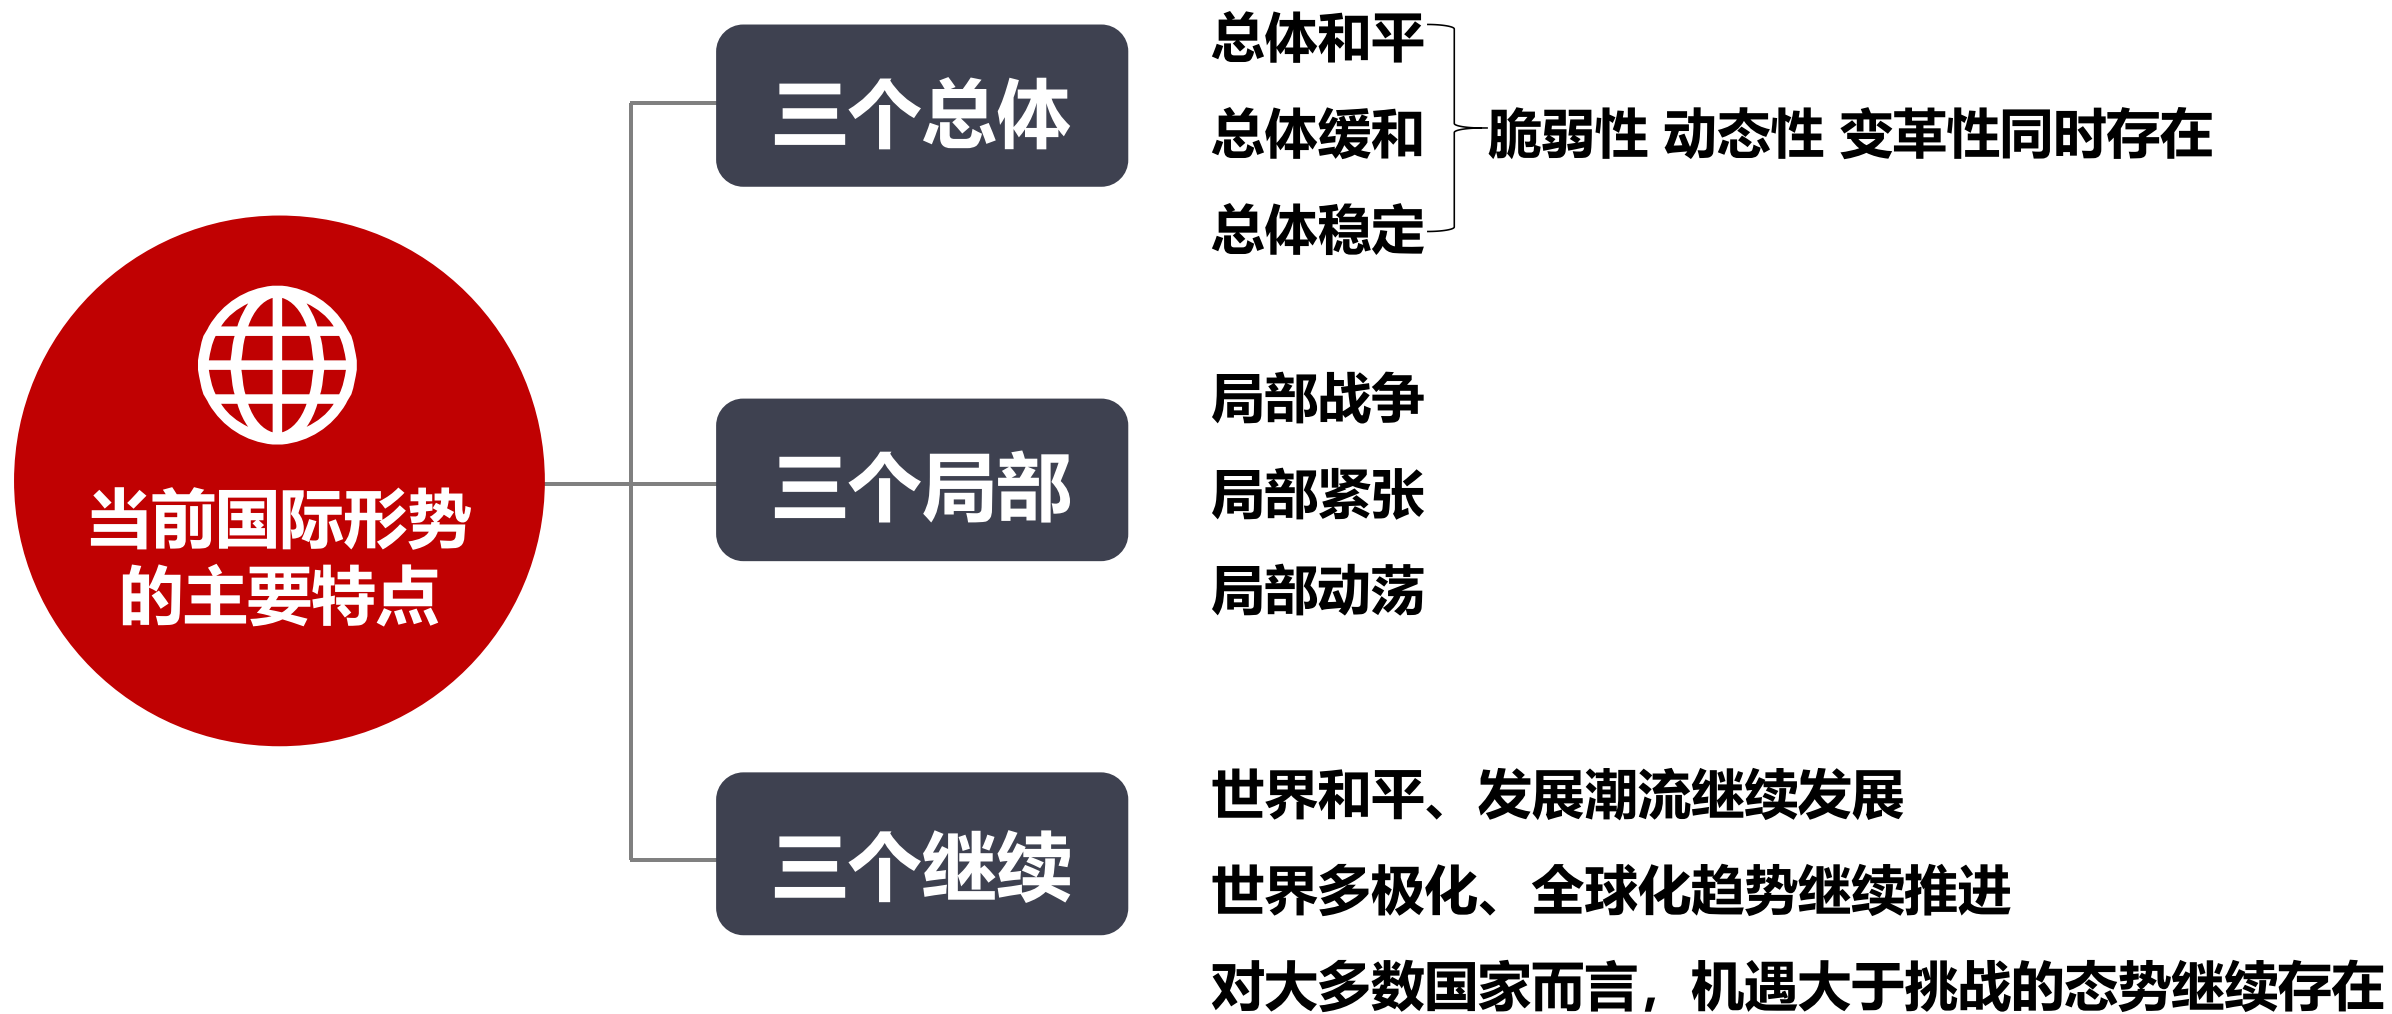 当前国际形势
的主要特点
三个总体
总体和平
总体缓和
总体稳定
脆弱性 动态性 变革性同时存在
三个局部
局部战争
局部紧张
局部动荡
三个继续
世界和平、发展潮流继续发展
世界多极化、全球化趋势继续推进
对大多数国家而言，机遇大于挑战的态势继续存在